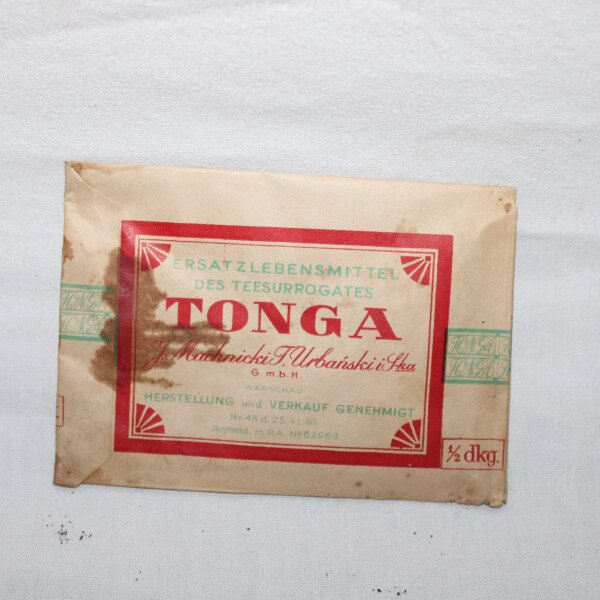 ERSATZLEBENSMITTEL
DES TEESURROGATES
TONGA
J. Machnicki T. Urbański i S-ka
G m. b. H.
WARSCHAU
HERSTELLUNG und VERKAUF GENEHMIGT
Nr. 48 d. 25. VI. 40.
Anmeld. in P.A. Nr 62963
½ dkg.